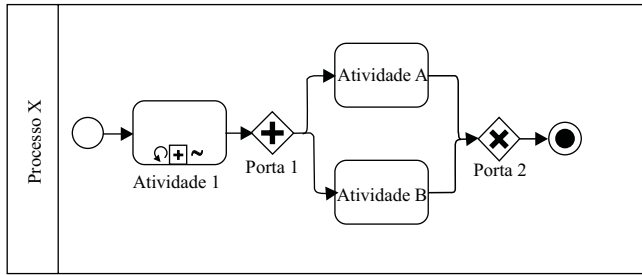 Processo X
Atividade 1
Porta 1
Atividade A
Atividade B
Porta 2